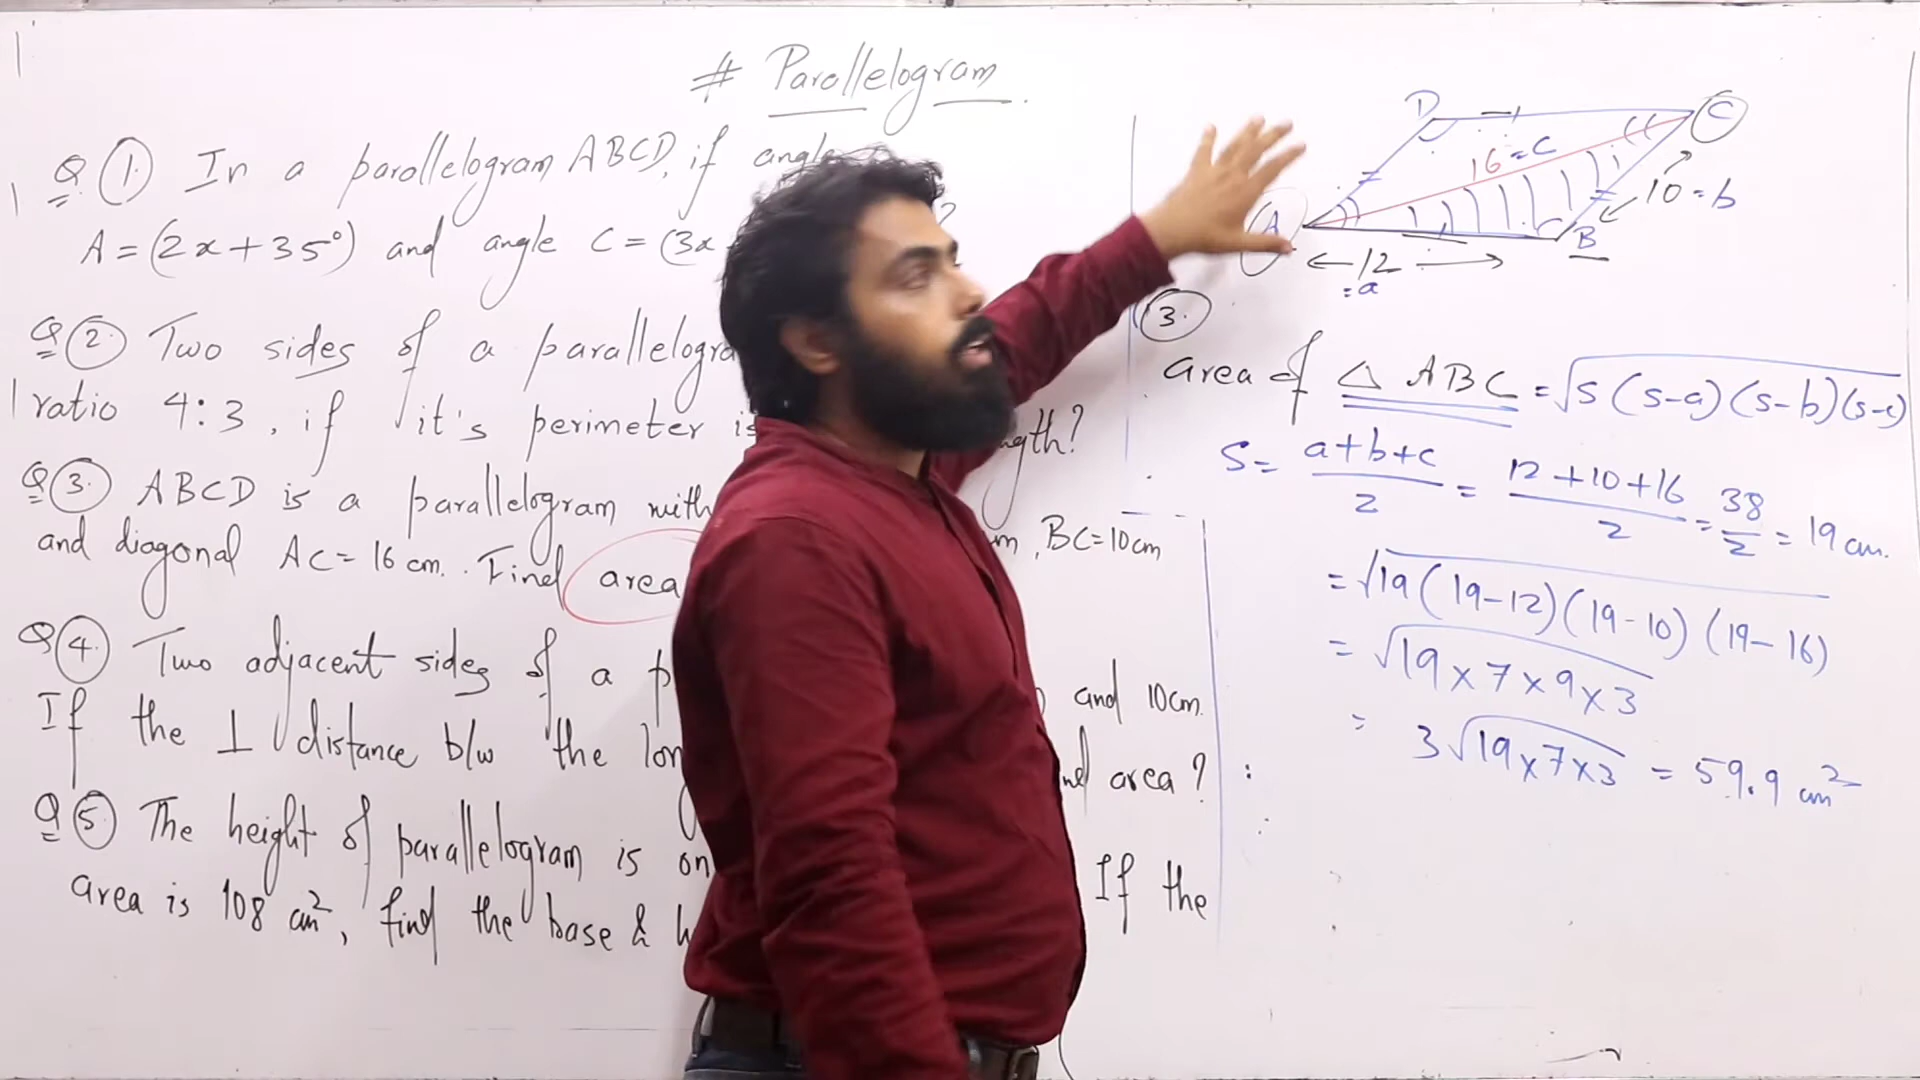 # Parallelogram
Q ① In a parallelogram ABCD, if angle
A = (2x + 35°) and angle C = (3x ?
Q ② Two sides of a parallelogra
ratio 4:3, if it's perimeter is ngth?
Q ③ ABCD is a parallelogram with
and diagonal AC = 16 cm. Find area m, BC=10cm
Q ④ Two adjacent sides of a p and 10cm.
If the ⊥ distance b/w the lon area?
Q ⑤ The height of parallelogram is on If the
area is 108 cm², find the base & h
D
C
16 = c
10 = b
A
B
12
= a
③
area of △ ABC = √s(s-a)(s-b)(s-c)
S = a+b+c/2 = 12+10+16/2 = 38/2 = 19 cm.
= √19(19-12)(19-10)(19-16)
= √19×7×9×3
= 3√19×7×3 = 59.9 cm²